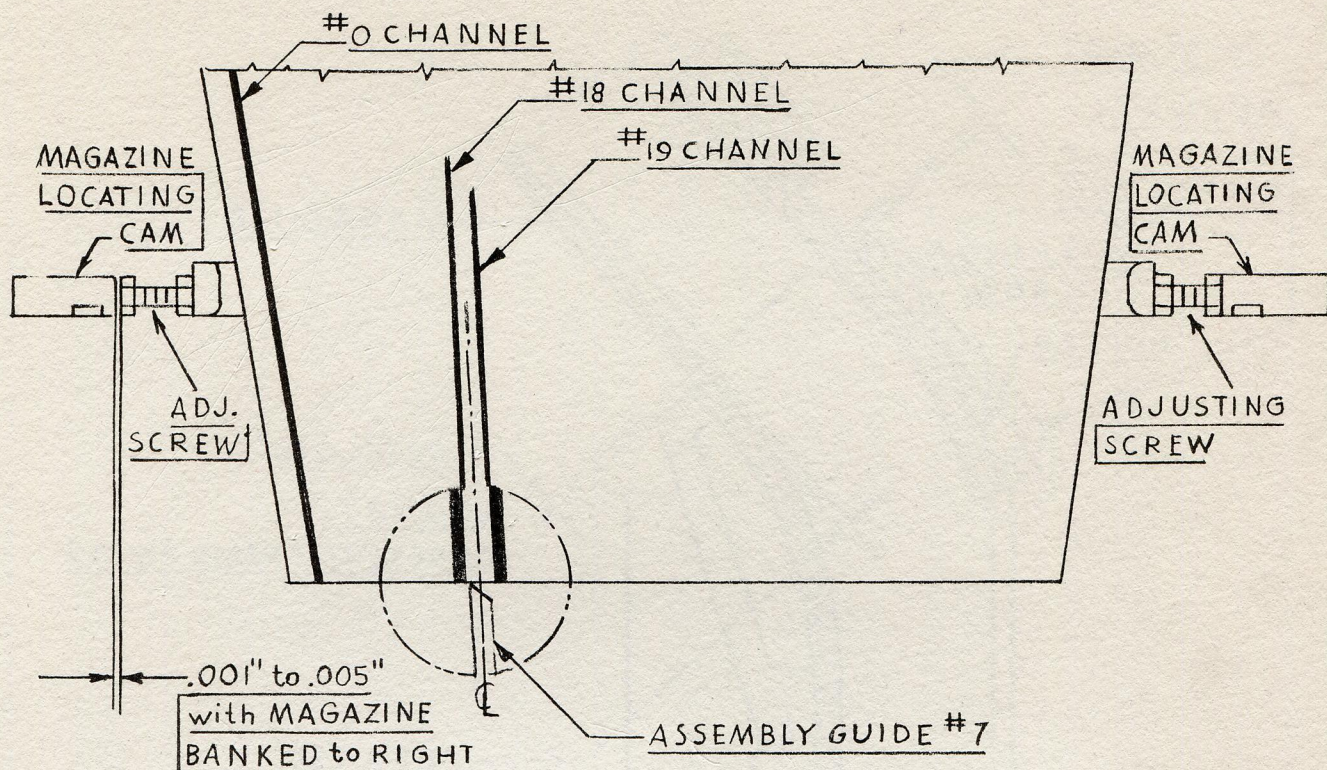 #0 CHANNEL
#18 CHANNEL
#19 CHANNEL
MAGAZINE
LOCATING
CAM
MAGAZINE
LOCATING
CAM
ADJ.
SCREW
ADJUSTING
SCREW
.001" to .005"
with MAGAZINE
BANKED to RIGHT
℄
ASSEMBLY GUIDE #7